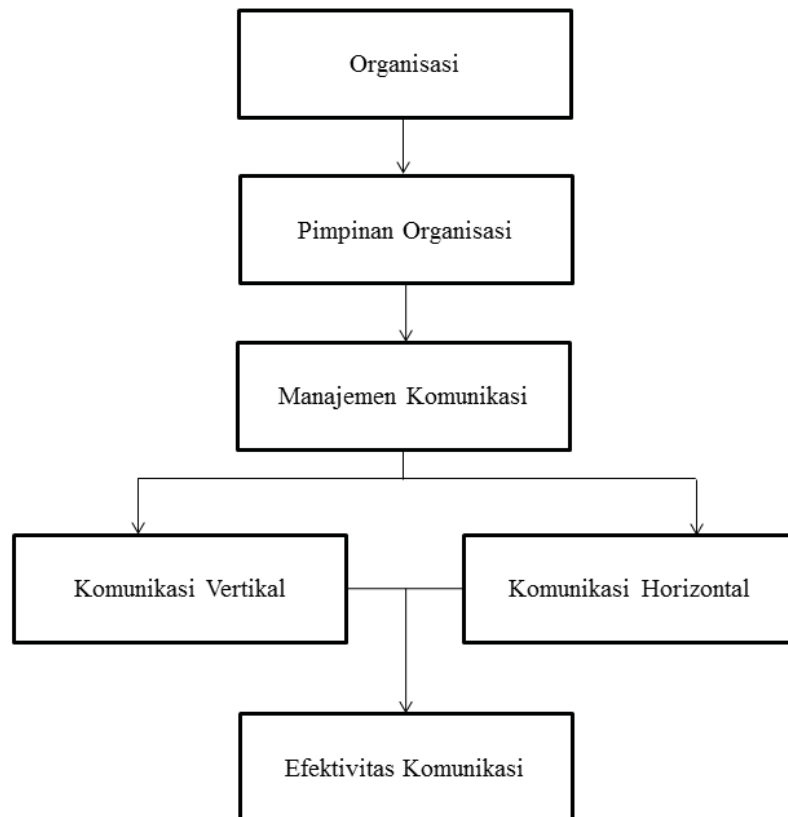 Organisasi
Pimpinan Organisasi
Manajemen Komunikasi
Komunikasi Vertikal
Komunikasi Horizontal
Efektivitas Komunikasi